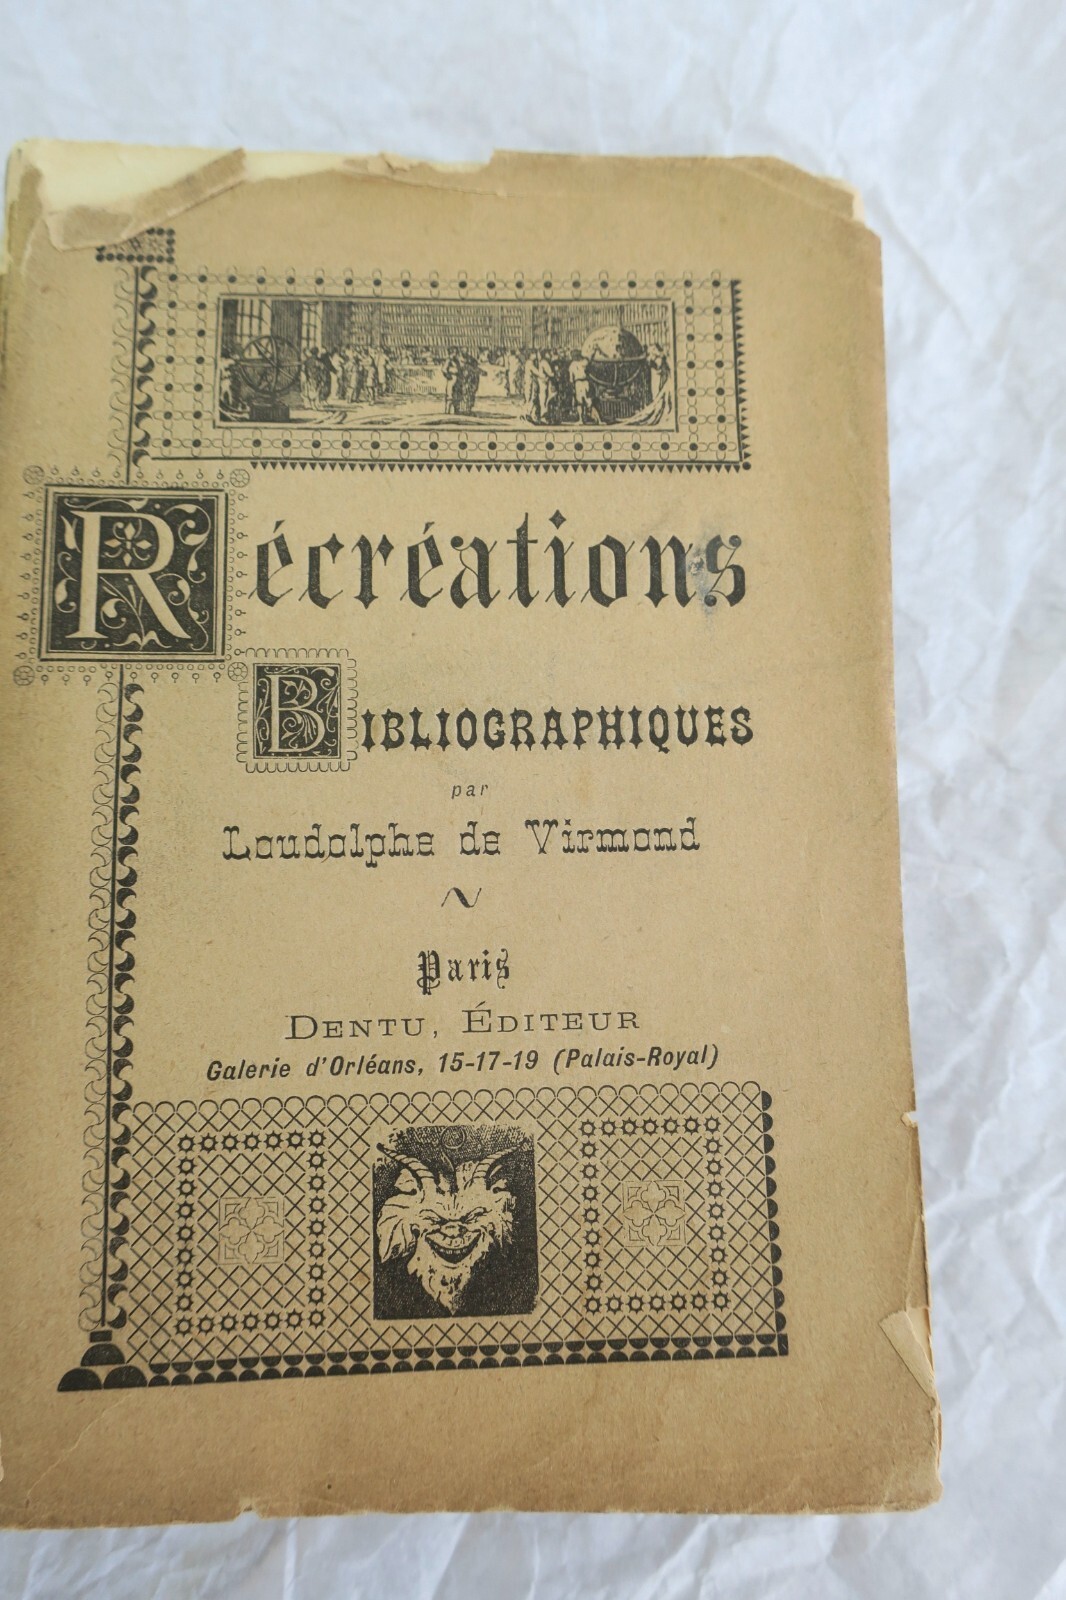 Récréations
BIBLIOGRAPHIQUES
par
Loudolphe de Virmond
Paris
DENTU, ÉDITEUR
Galerie d'Orléans, 15-17-19 (Palais-Royal)